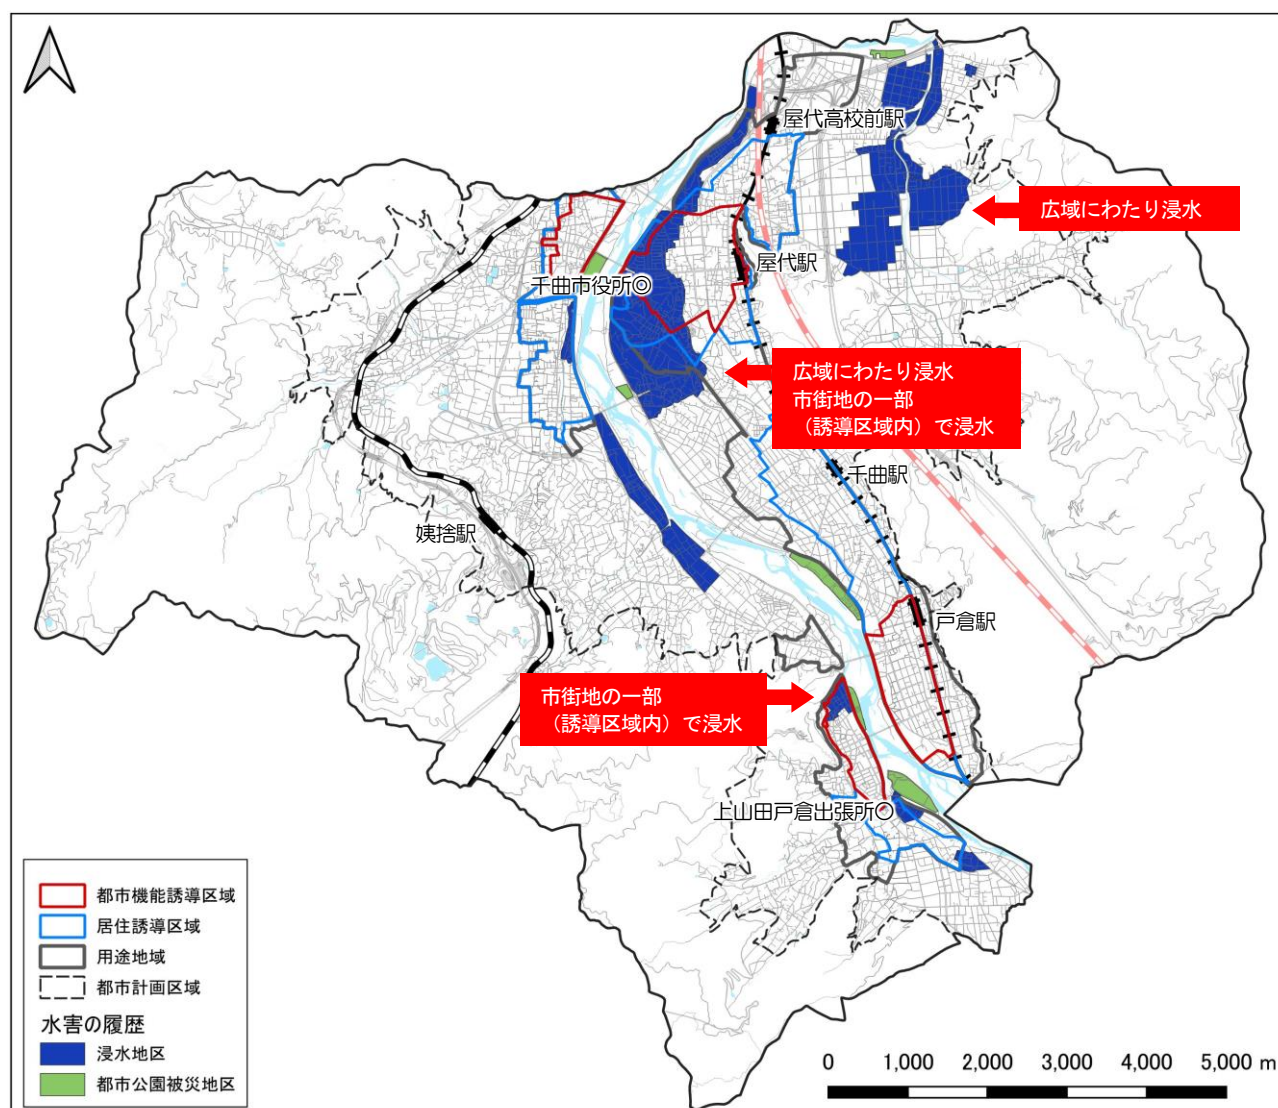 屋代高校前駅
広域にわたり浸水
屋代駅
千曲市役所◎
広域にわたり浸水
市街地の一部
（誘導区域内）で浸水
千曲駅
姨捨駅
戸倉駅
市街地の一部
（誘導区域内）で浸水
上山田戸倉出張所○
都市機能誘導区域
居住誘導区域
用途地域
都市計画区域
水害の履歴
浸水地区
都市公園被災地区
0 1,000 2,000 3,000 4,000 5,000 m